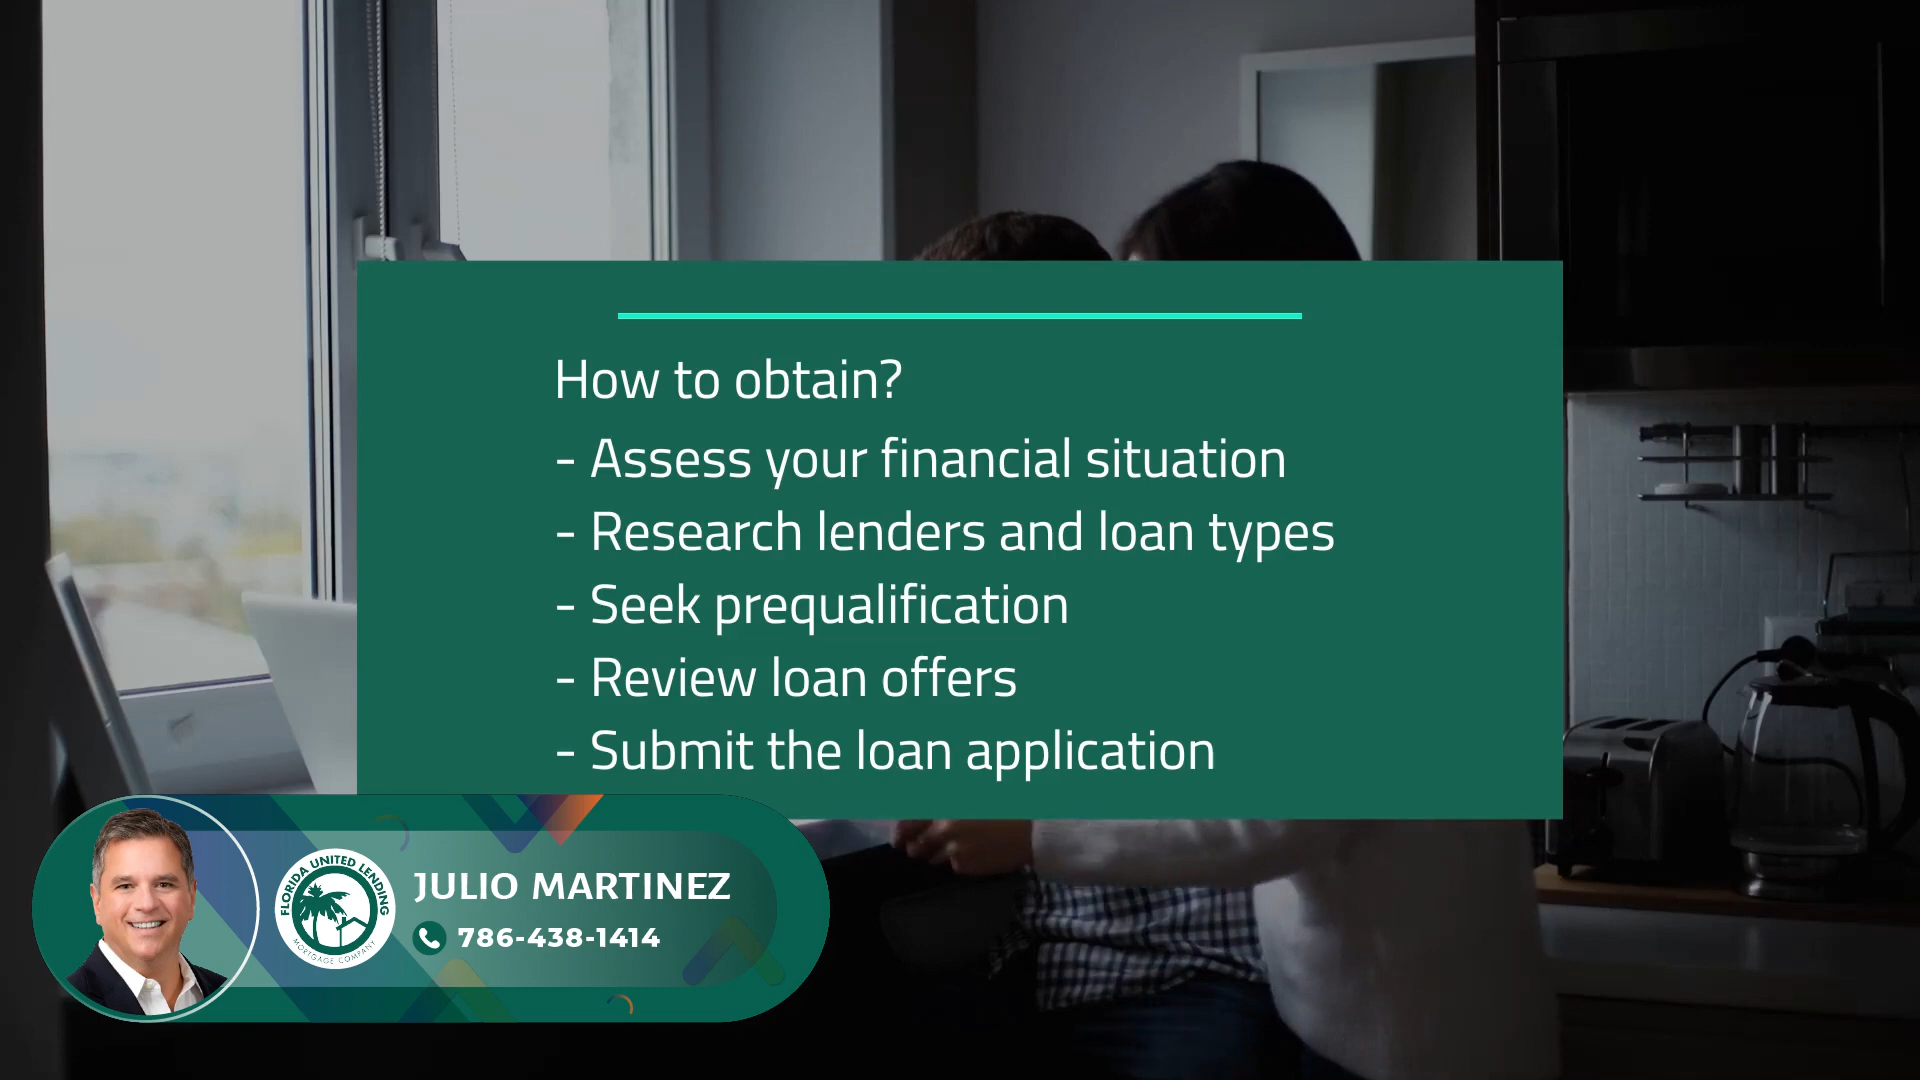 How to obtain?
- Assess your financial situation
- Research lenders and loan types
- Seek prequalification
- Review loan offers
- Submit the loan application
FLORIDA UNITED LENDING
MORTGAGE COMPANY
JULIO MARTINEZ
786-438-1414